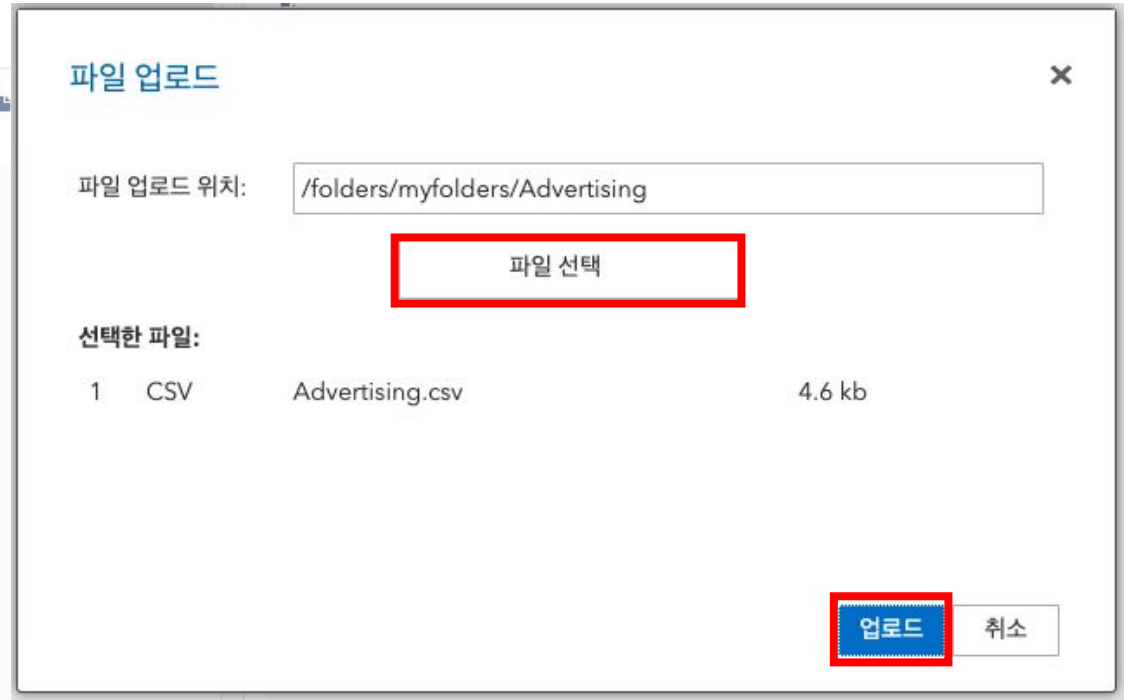 파일 업로드
파일 업로드 위치: /folders/myfolders/Advertising
파일 선택
선택한 파일:
1 CSV Advertising.csv 4.6 kb
업로드 취소